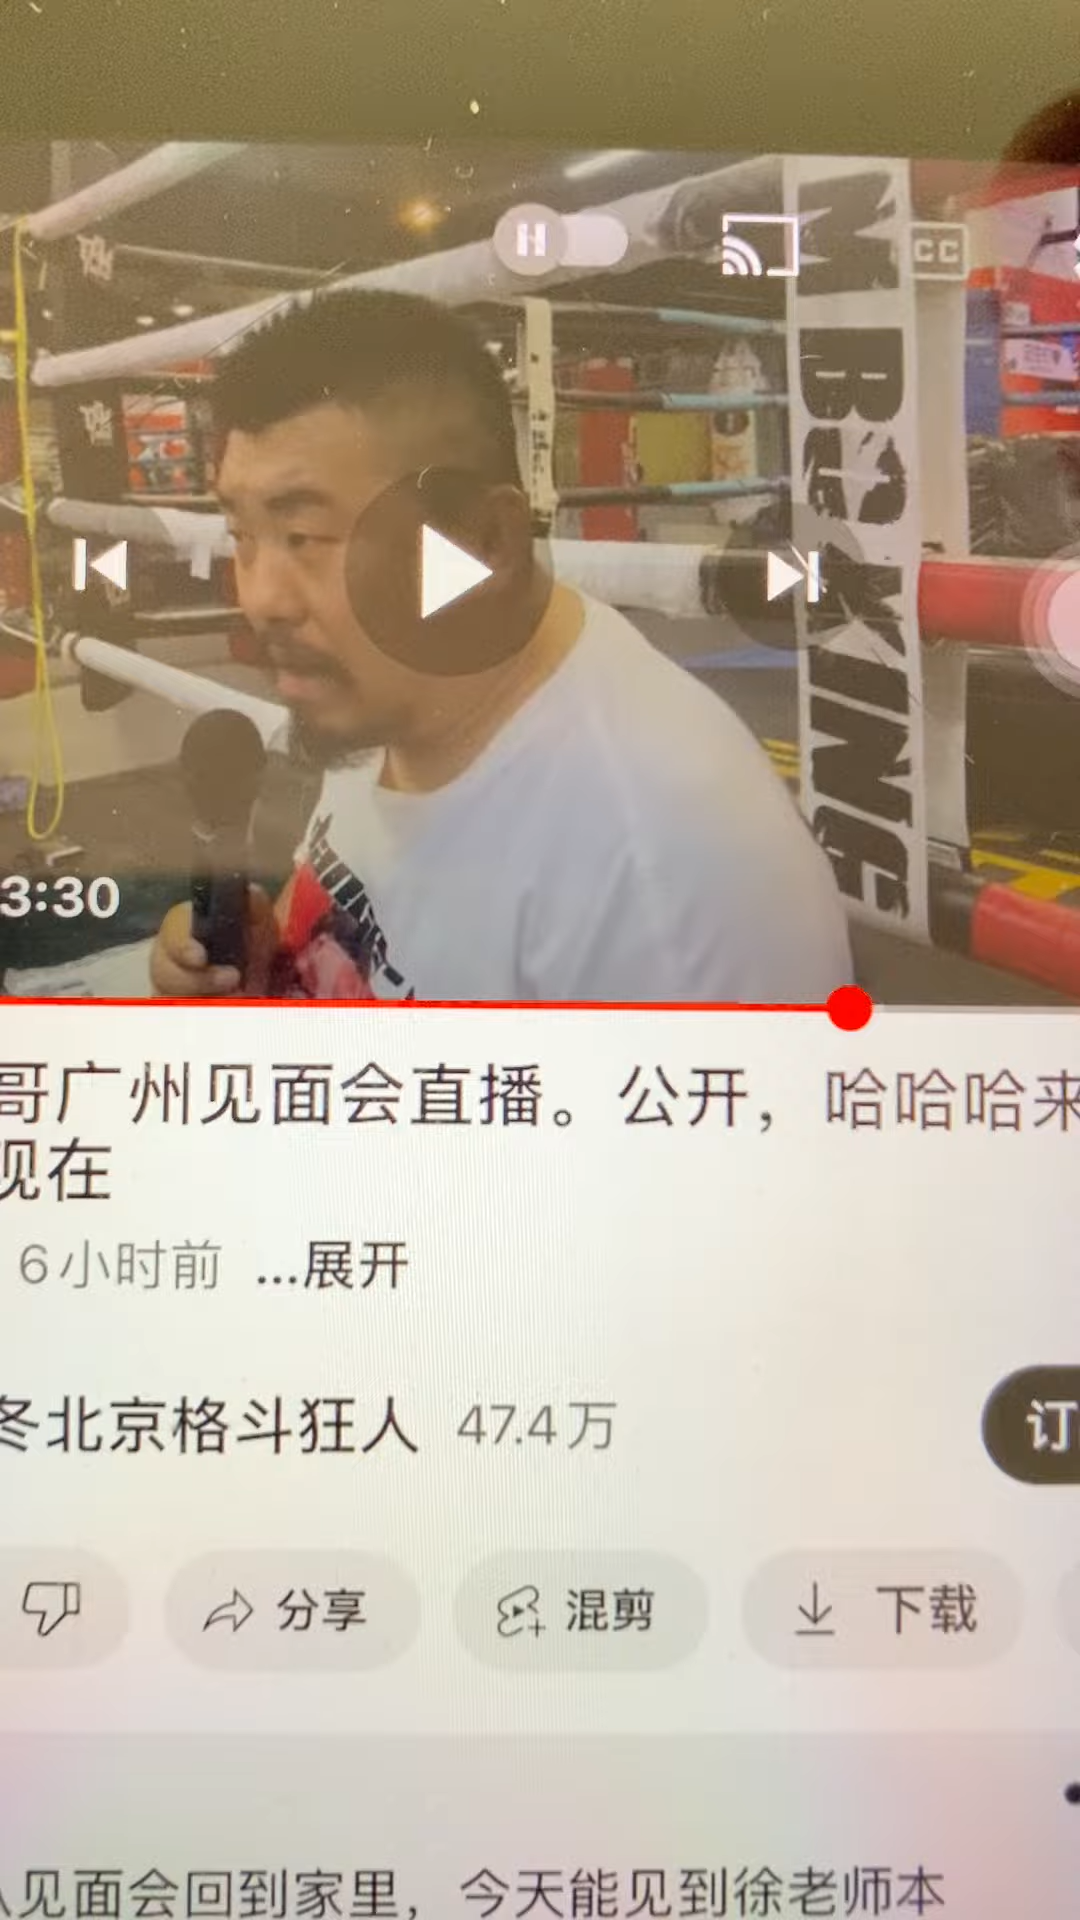 CC
BOXING
3:30
哥广州见面会直播。公开，哈哈哈来
现在
6小时前 ...展开
冬北京格斗狂人 47.4万
订
分享
混剪
下载
见面会回到家里，今天能见到徐老师本